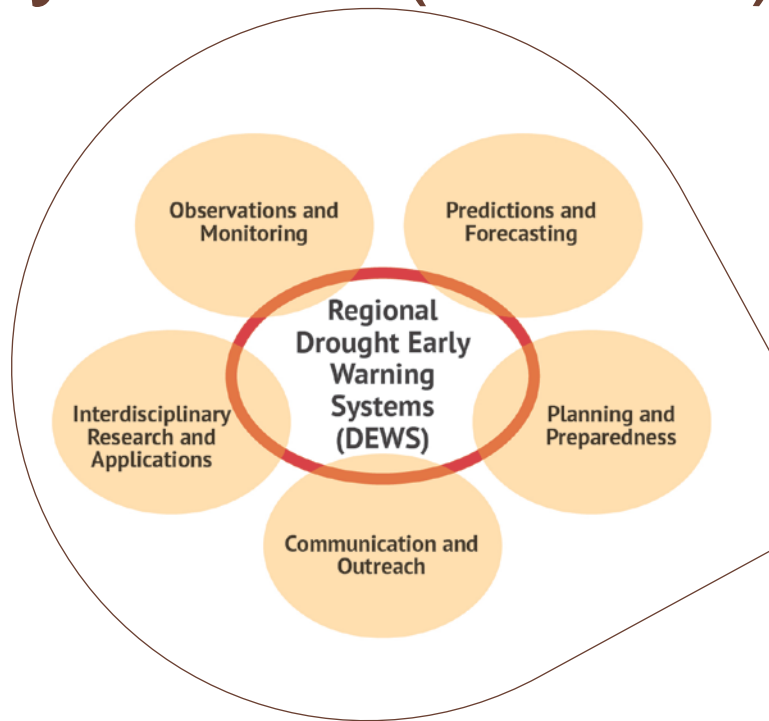 Observations and
Monitoring
Predictions and
Forecasting
Regional
Drought Early
Warning
Systems
(DEWS)
Interdisciplinary
Research and
Applications
Planning and
Preparedness
Communication and
Outreach